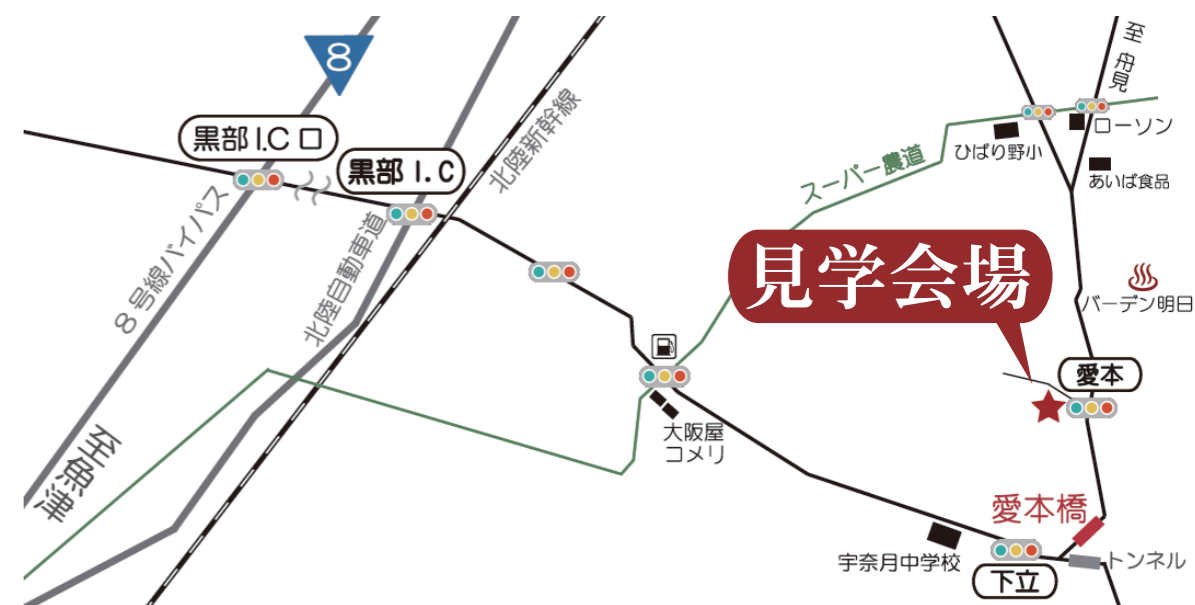 8
至
舟見
黒部I.C口
黒部I.C
北陸新幹線
ローソン
ひばり野小
あいば食品
スーパー農道
8号線バイパス
北陸自動車道
見学会場
バーデン明日
愛本
大阪屋
コメリ
至魚津
愛本橋
宇奈月中学校
下立
トンネル